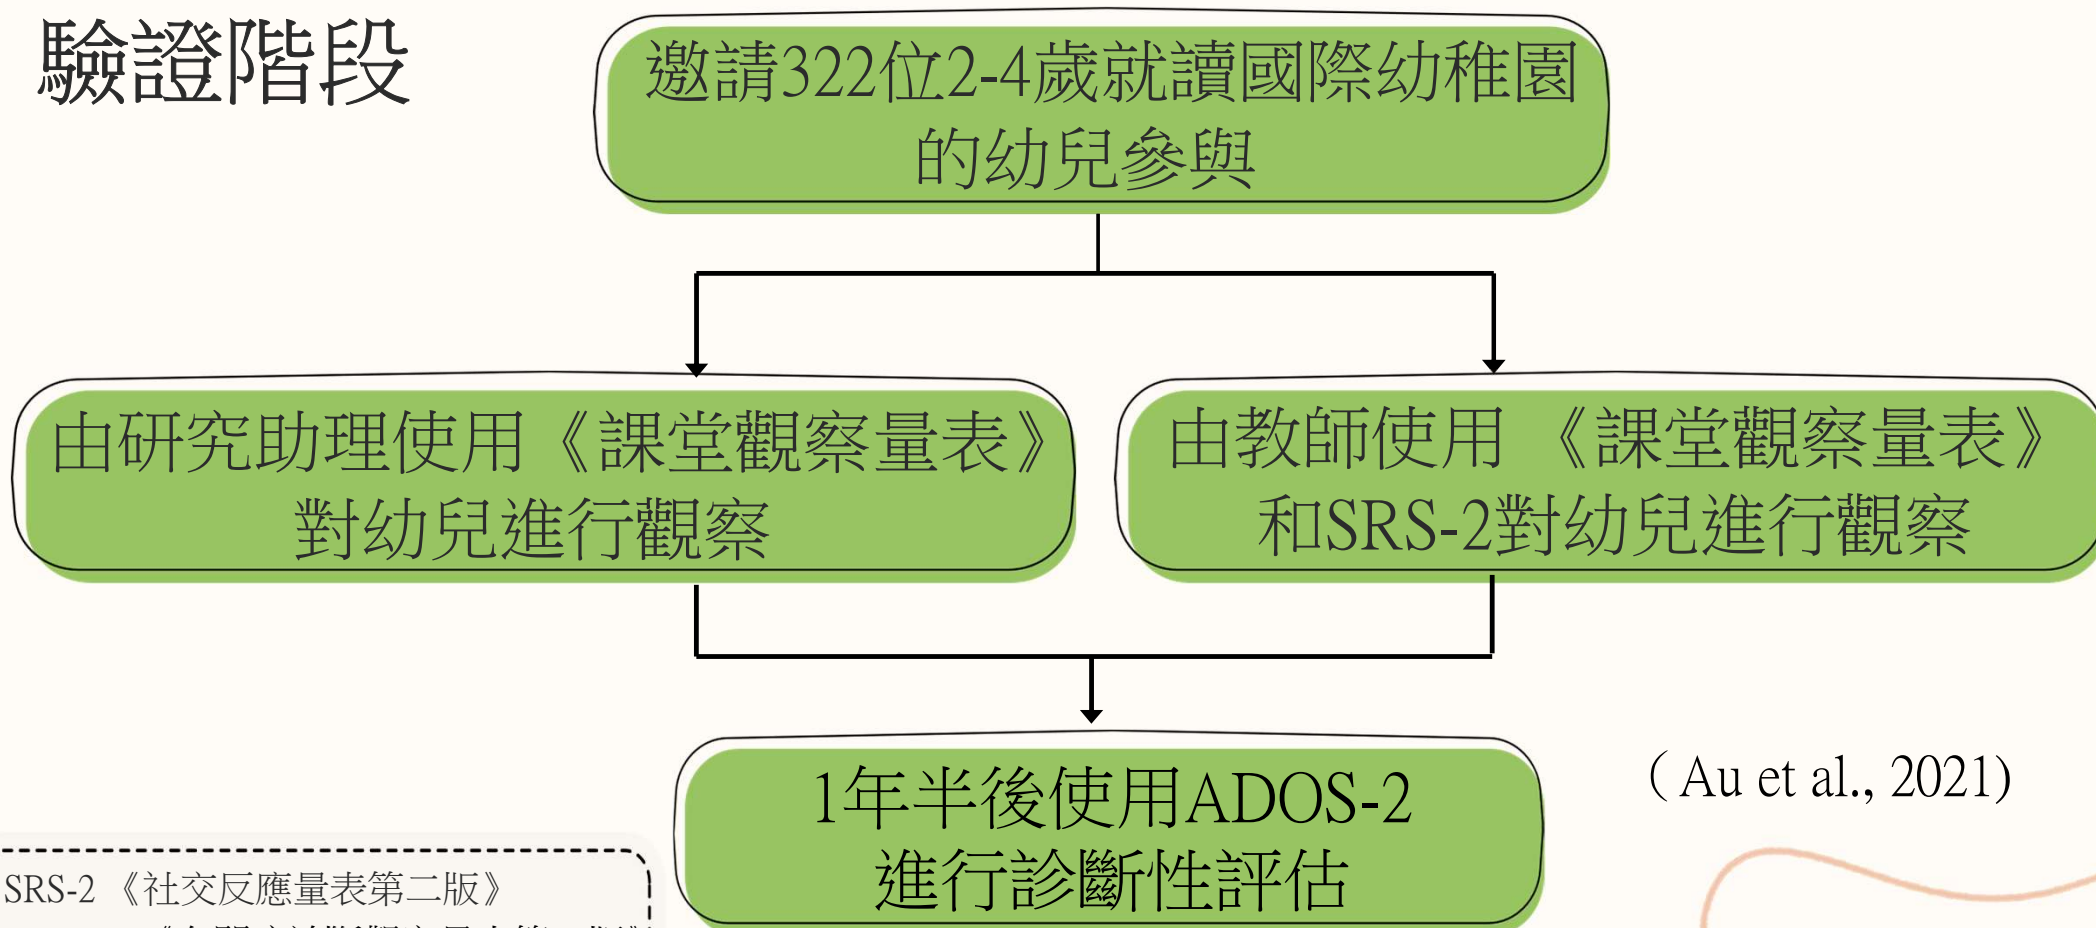 驗證階段
邀請322位2-4歲就讀國際幼稚園
的幼兒參與
由研究助理使用《課堂觀察量表》
對幼兒進行觀察
由教師使用 《課堂觀察量表》
和SRS-2對幼兒進行觀察
1年半後使用ADOS-2
進行診斷性評估
（Au et al., 2021)
SRS-2 《社交反應量表第二版》